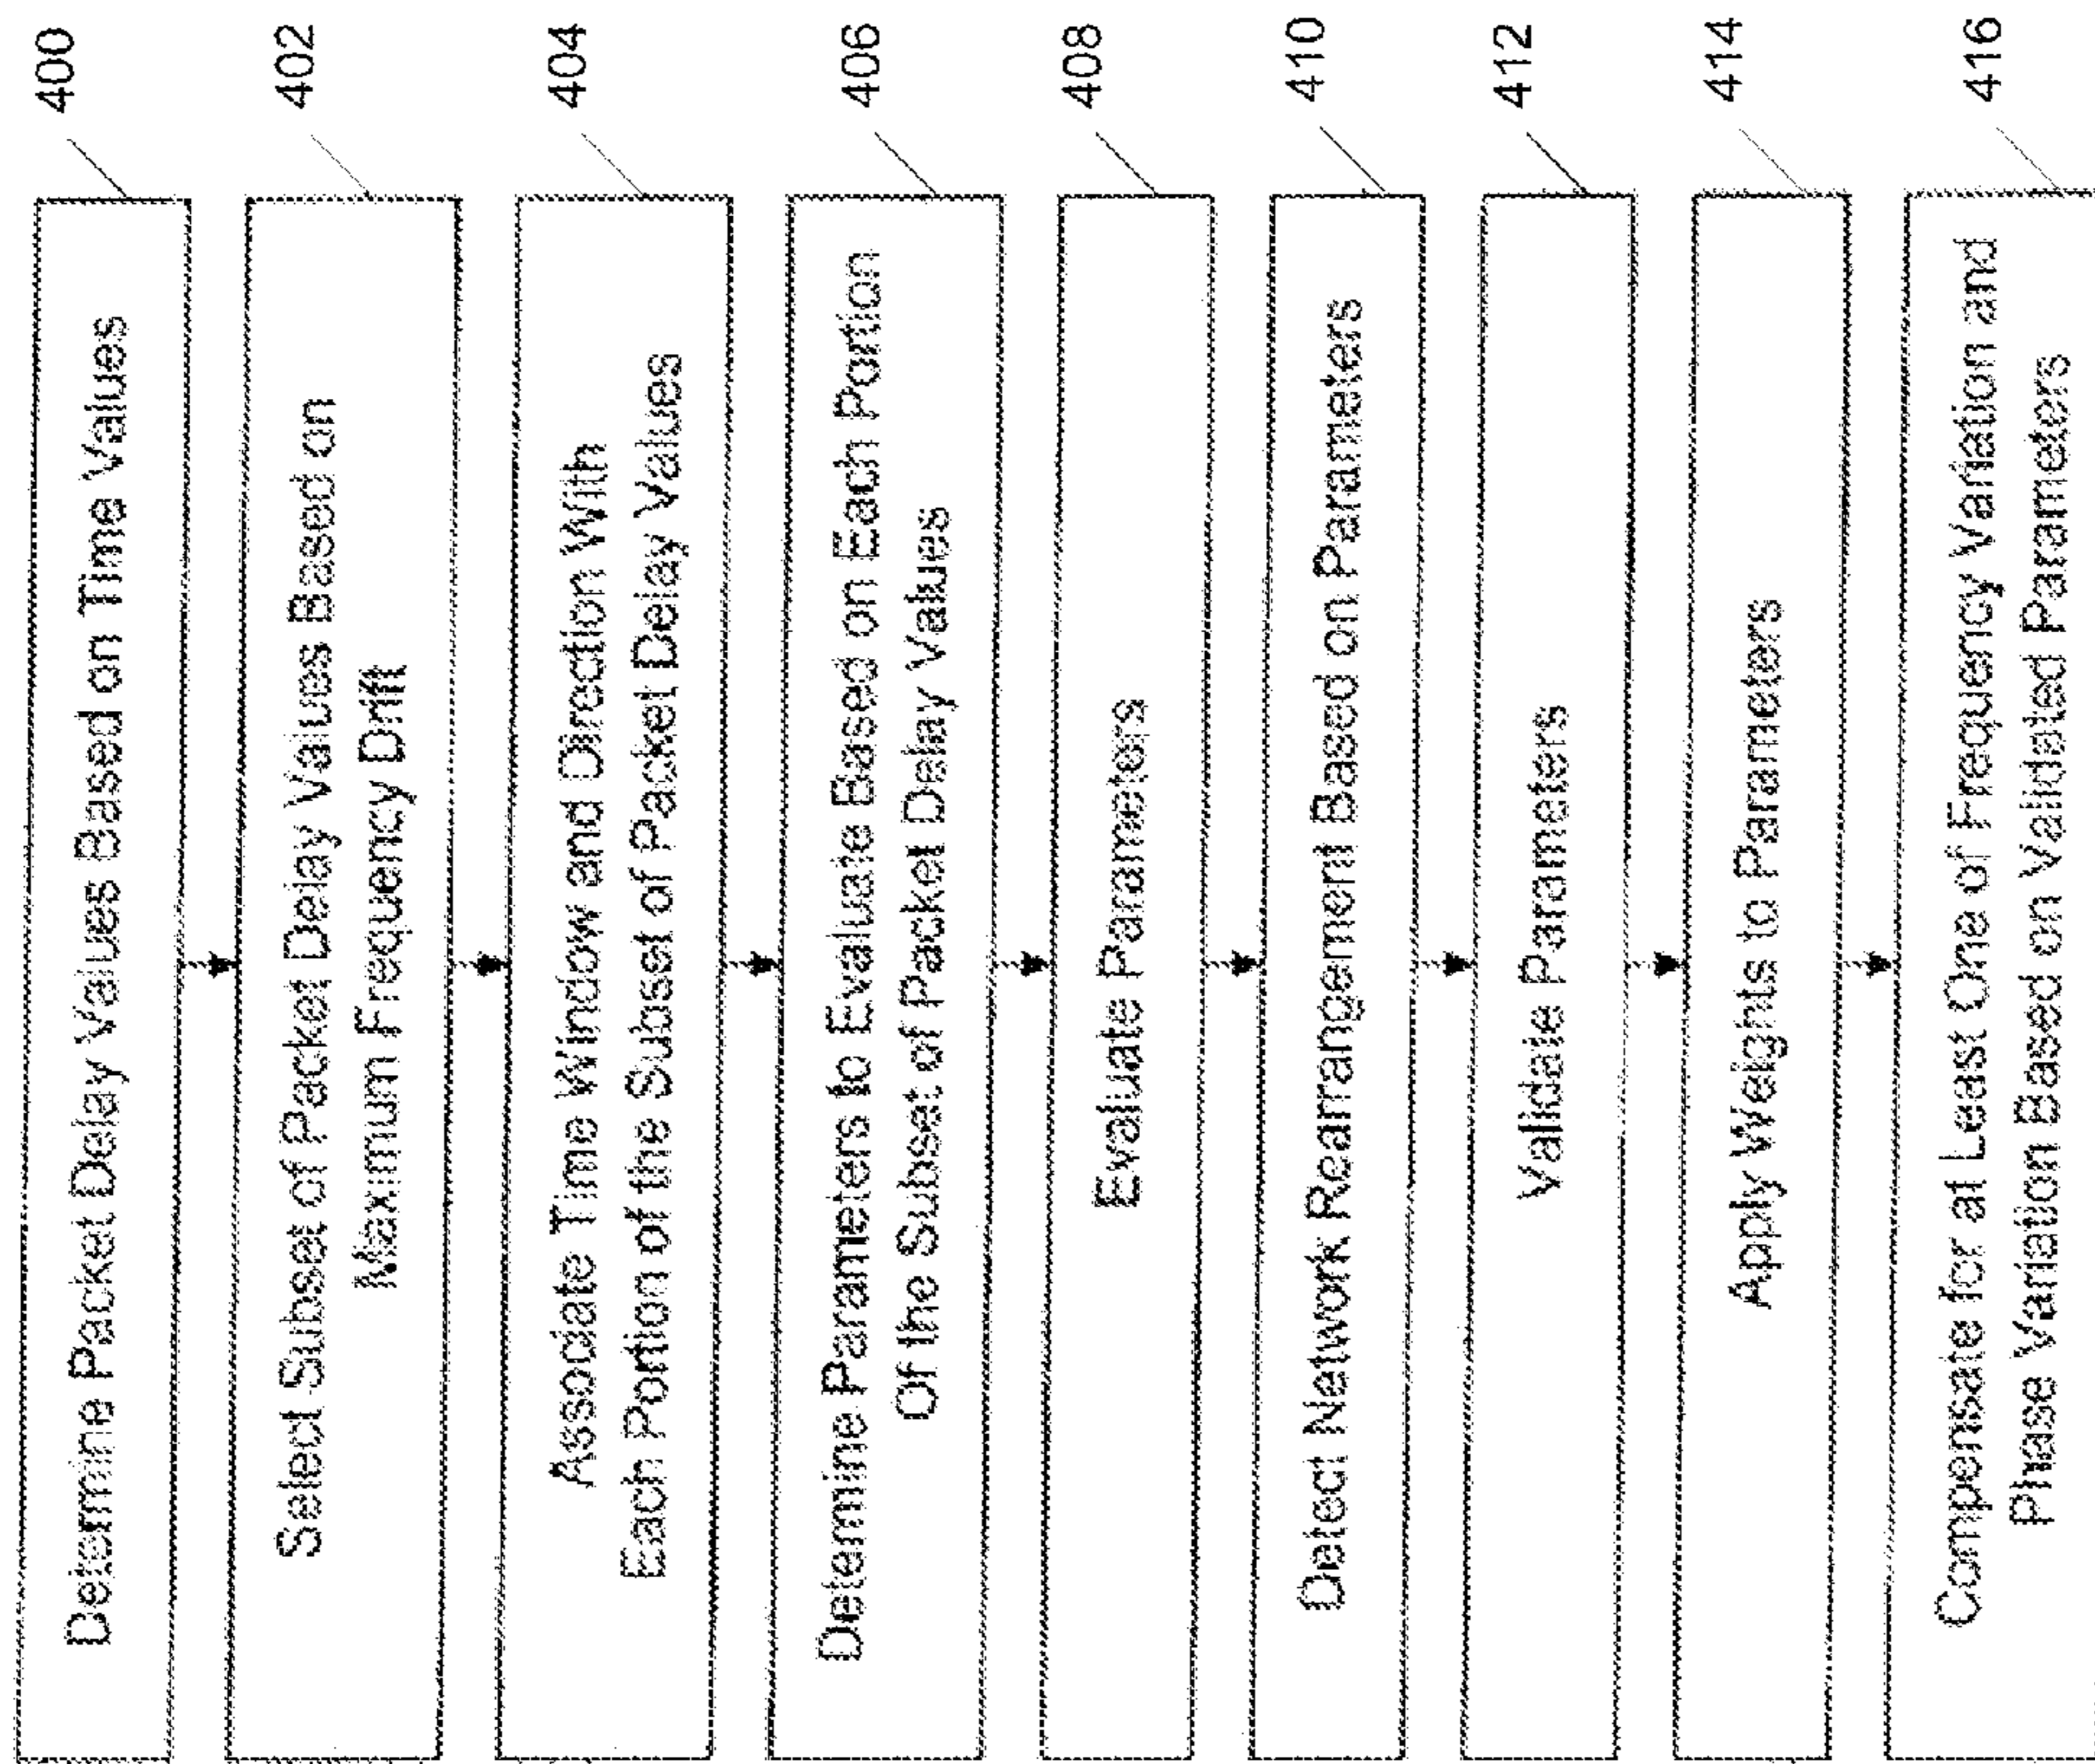 Determine Packet Delay Values Based on Time Values
400
Select Subset of Packet Delay Values Based on
Maximum Frequency Drift
402
Associate Time Window and Direction With
Each Portion of the Subset of Packet Delay Values
404
Determine Parameters to Evaluate Based on Each Portion
Of the Subset of Packet Delay Values
406
Evaluate Parameters
408
Detect Network Rearrangement Based on Parameters
410
Validate Parameters
412
Apply Weights to Parameters
414
Compensate for at Least One of Frequency Variation and
Phase Variation Based on Validated Parameters
416